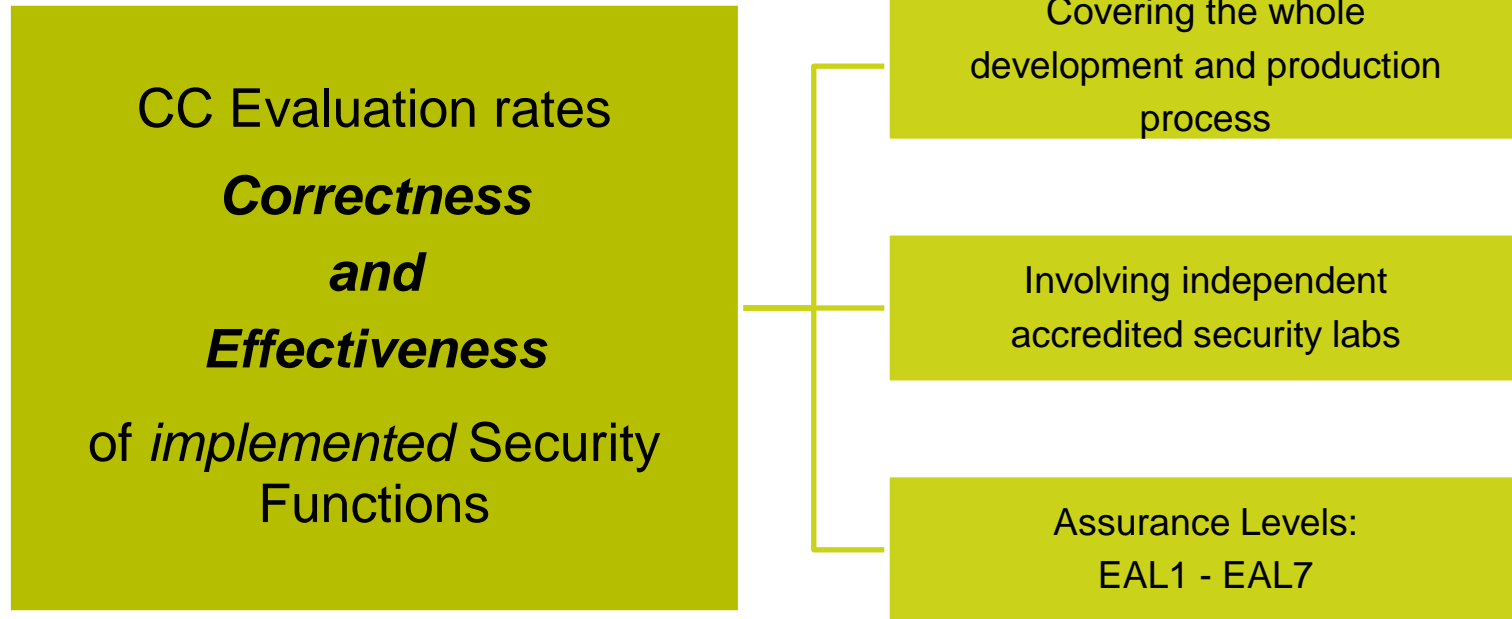 CC Evaluation rates
Correctness
and
Effectiveness
of implemented Security
Functions
Covering the whole
development and production
process
Involving independent
accredited security labs
Assurance Levels:
EAL1 - EAL7